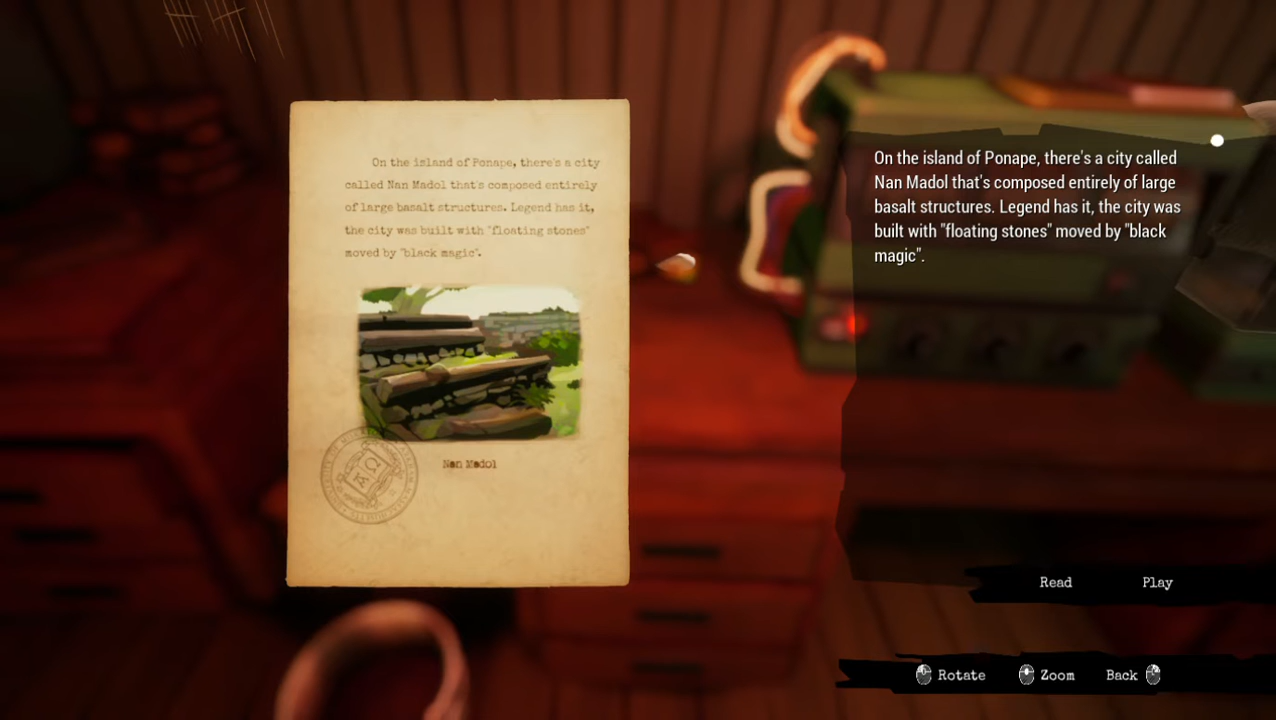 On the island of Ponape, there's a city
called Nan Madol that's composed entirely
of large basalt structures. Legend has it,
the city was built with "floating stones"
moved by "black magic".
Nan Madol
ΑΩ
On the island of Ponape, there's a city called
Nan Madol that's composed entirely of large
basalt structures. Legend has it, the city was
built with "floating stones" moved by "black
magic".
Read
Play
Rotate
Zoom
Back